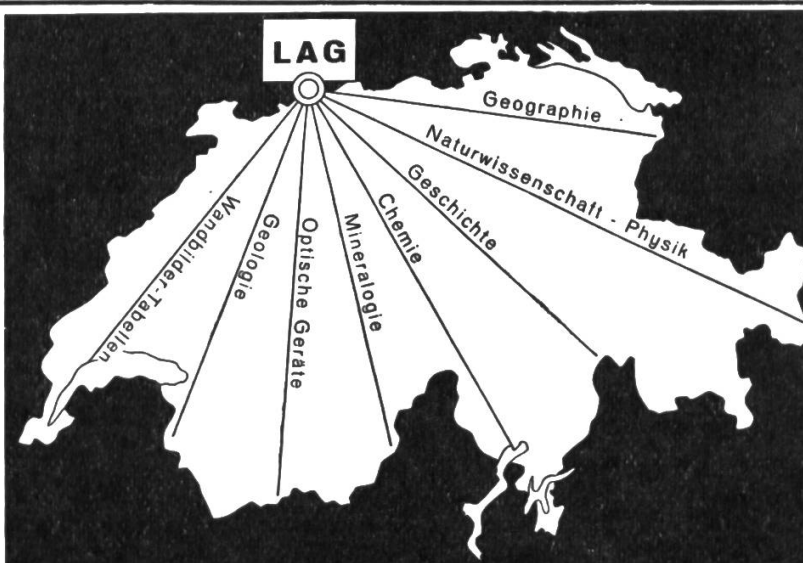 LAG
Geographie
Naturwissenschaft - Physik
Geschichte
Chemie
Mineralogie
Optische Geräte
Geologie
Wandbilder-Tabellen